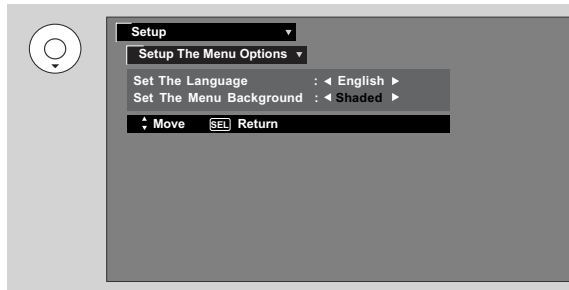 Setup
Setup The Menu Options
Set The Language : English
Set The Menu Background : Shaded
Move SEL Return